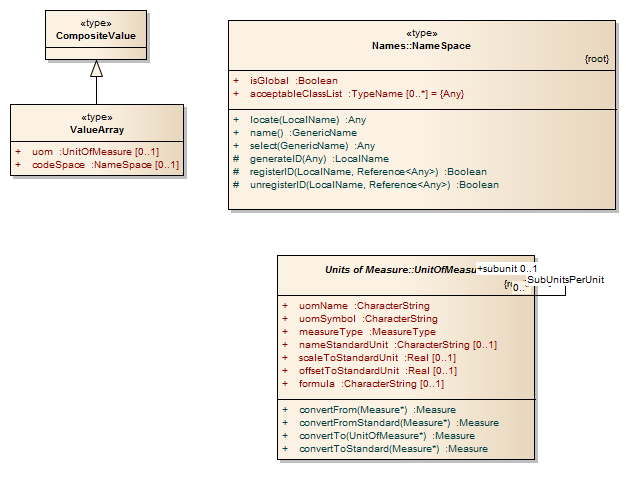 «type»
CompositeValue
«type»
ValueArray
+ uom :UnitOfMeasure [0..1]
+ codeSpace :NameSpace [0..1]
«type»
Names::NameSpace
{root}
+ isGlobal :Boolean
+ acceptableClassList :TypeName [0..*] = {Any}
+ locate(LocalName) :Any
+ name() :GenericName
+ select(GenericName) :Any
# generateID(Any) :LocalName
# registerID(LocalName, Reference<Any>) :Boolean
# unregisterID(LocalName, Reference<Any>) :Boolean
Units of Measure::UnitOfMeasu
+subunit 0..1
SubUnitsPerUnit
0..
+ uomName :CharacterString
+ uomSymbol :CharacterString
+ measureType :MeasureType
+ nameStandardUnit :CharacterString [0..1]
+ scaleToStandardUnit :Real [0..1]
+ offsetToStandardUnit :Real [0..1]
+ formula :CharacterString [0..1]
+ convertFrom(Measure*) :Measure
+ convertFromStandard(Measure*) :Measure
+ convertTo(UnitOfMeasure*) :Measure
+ convertToStandard(Measure*) :Measure